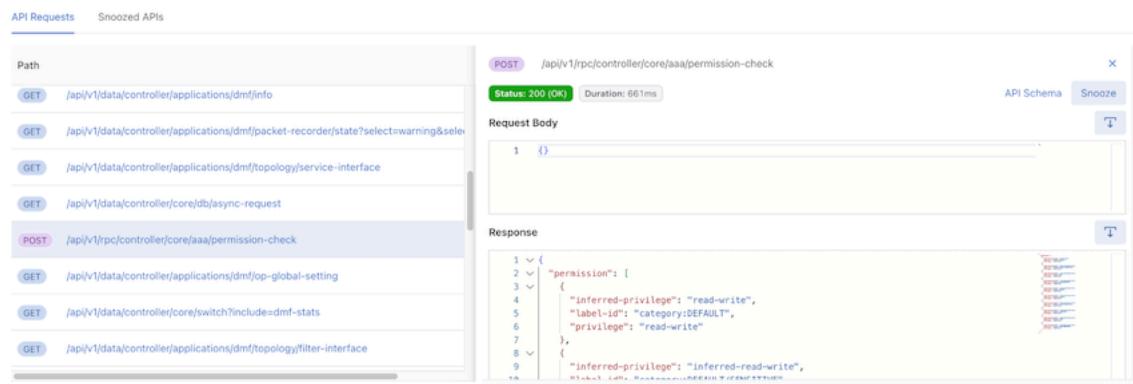 API Requests Snoozed APIs
Path
GET /api/v1/data/controller/applications/dmf/info
GET /api/v1/data/controller/applications/dmf/packet-recorder/state?select=warning&sele
GET /api/v1/data/controller/applications/dmf/topology/service-interface
GET /api/v1/data/controller/core/db/async-request
POST /api/v1/rpc/controller/core/aaa/permission-check
GET /api/v1/data/controller/applications/dmf/op-global-setting
GET /api/v1/data/controller/core/switch?include=dmf-stats
GET /api/v1/data/controller/applications/dmf/topology/filter-interface
POST /api/v1/rpc/controller/core/aaa/permission-check
Status: 200 (OK) Duration: 661ms API Schema Snooze
Request Body
1 {}
Response
1 {
2 "permission": [
3 {
4 "inferred-privilege": "read-write",
5 "label-id": "category:DEFAULT",
6 "privilege": "read-write"
7 },
8 {
9 "inferred-privilege": "inferred-read-write",
10 "label-id": "category:DEFAULT/SENSITIVE"